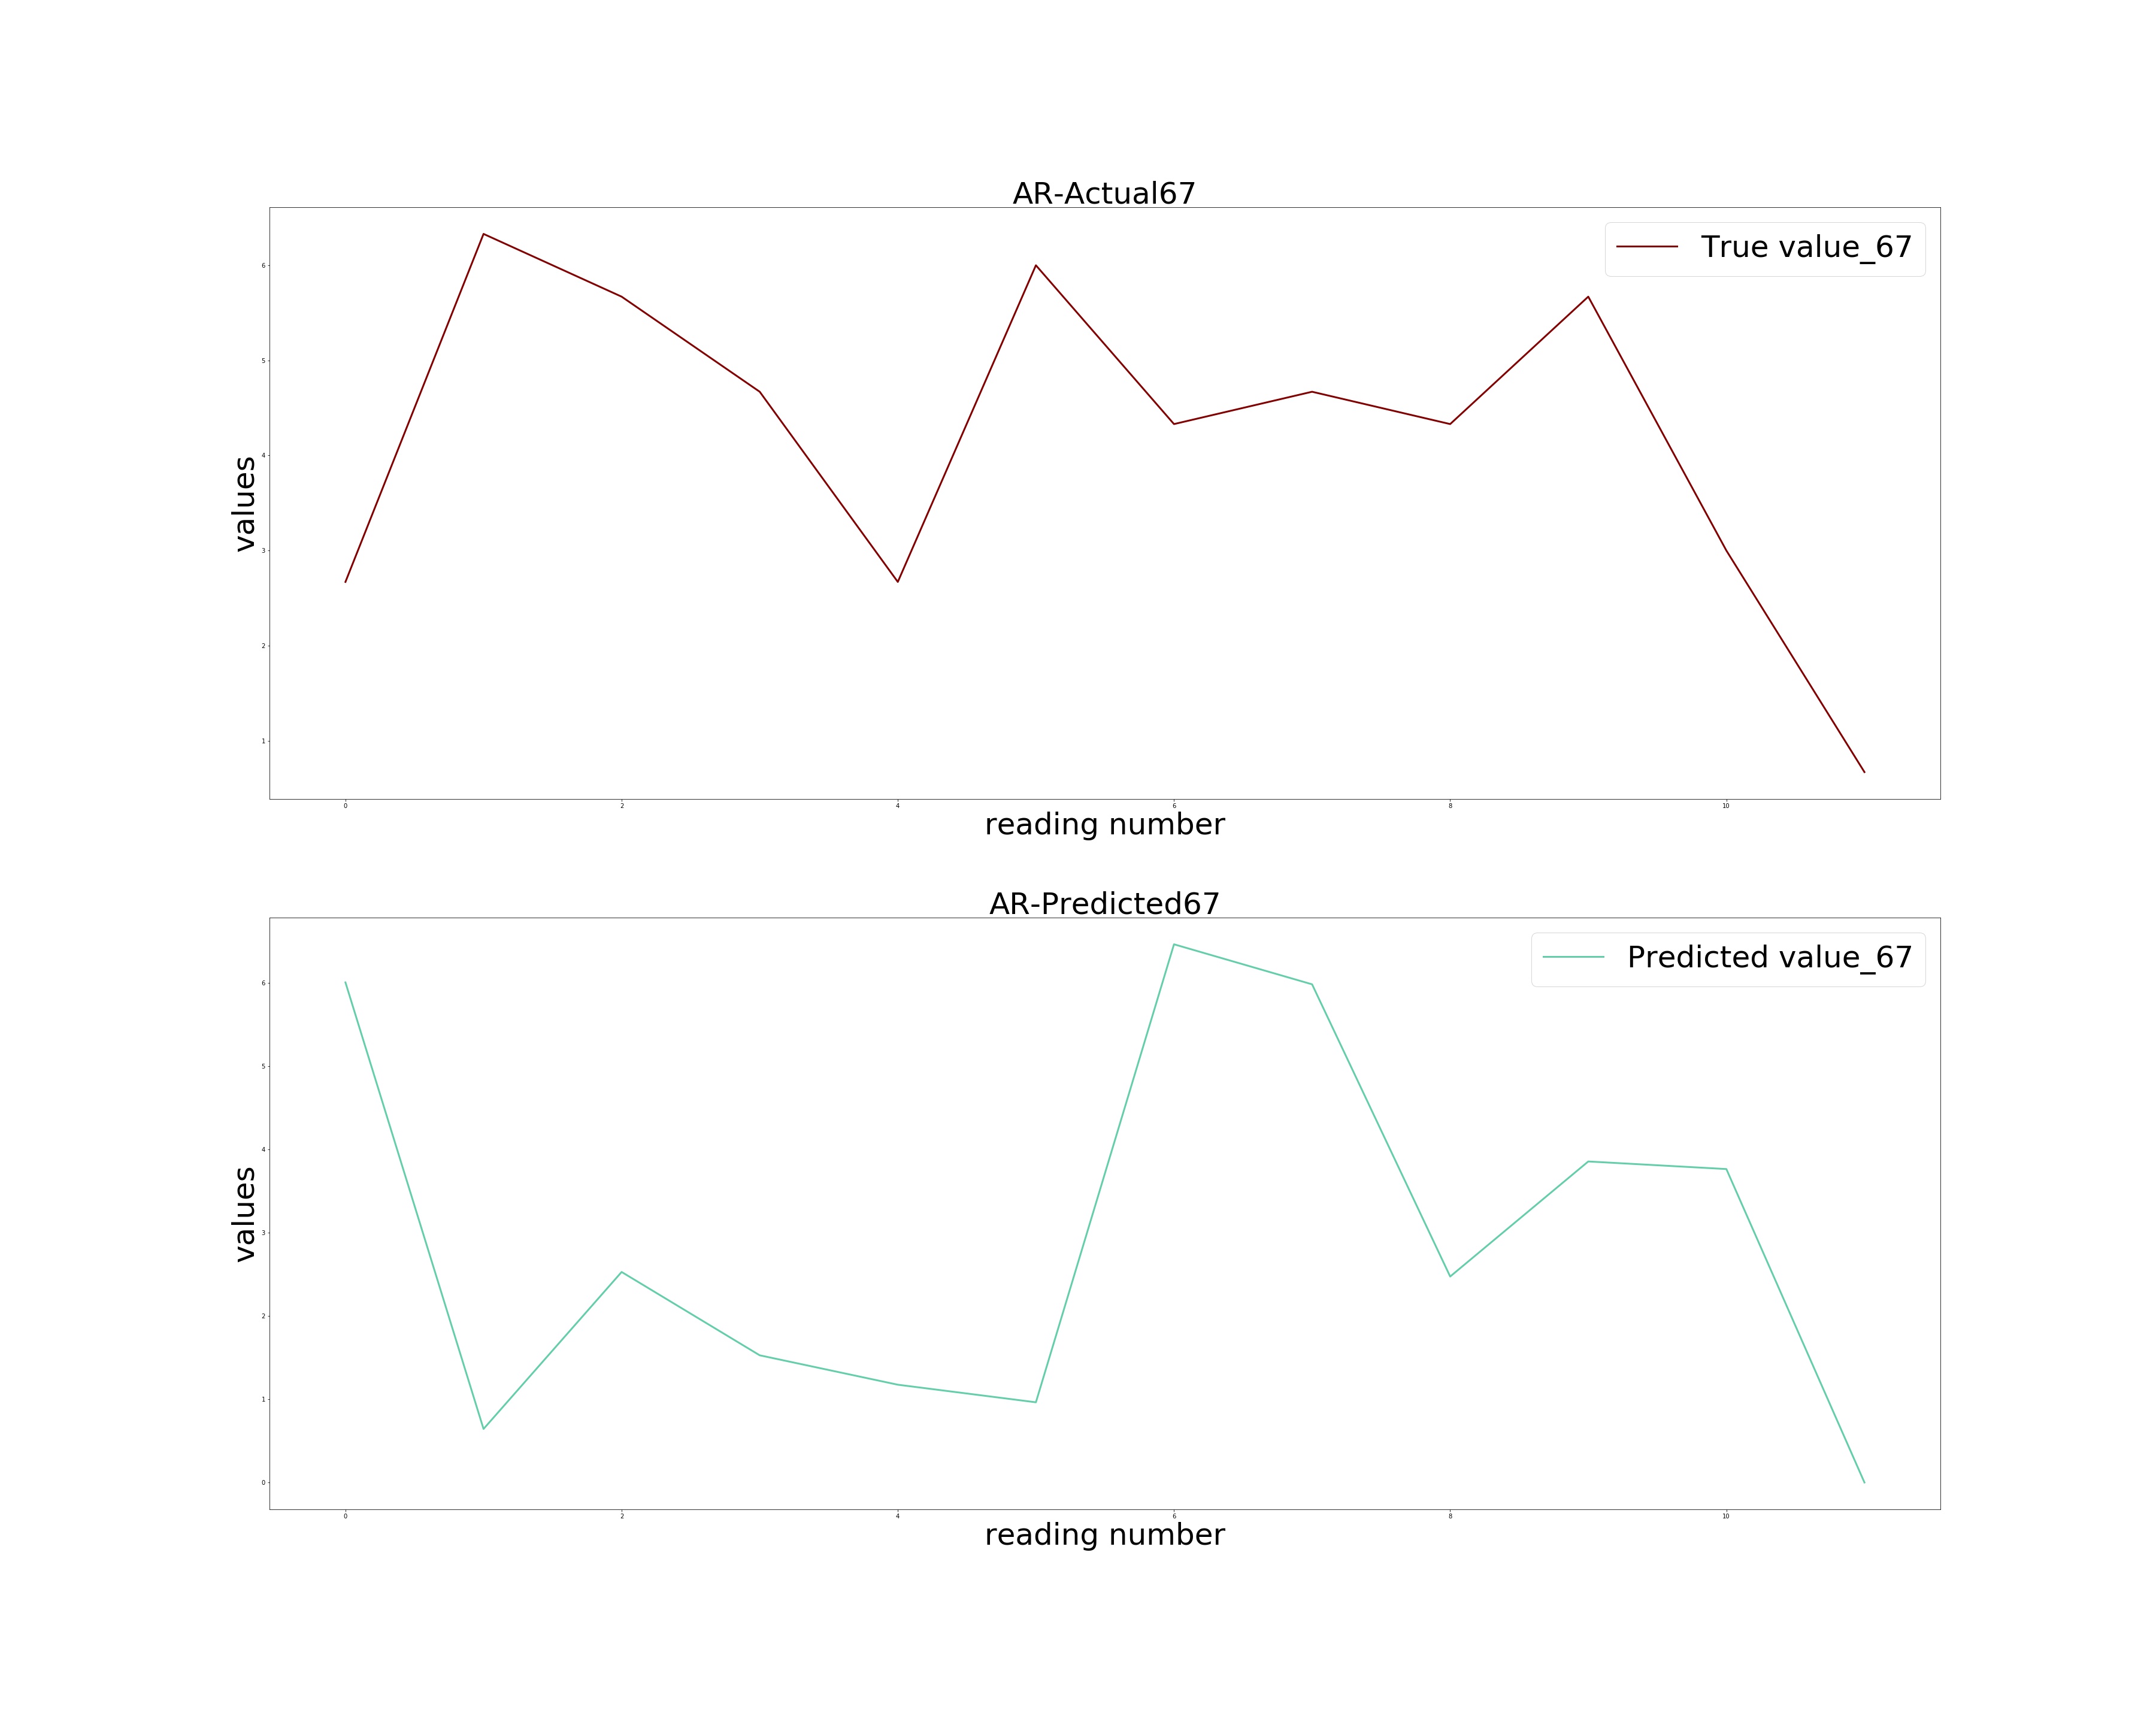 AR-Actual67
True value_67
values
6
5
4
3
2
1
0 2 4 6 8 10
reading number
AR-Predicted67
Predicted value_67
values
6
5
4
3
2
1
0
0 2 4 6 8 10
reading number